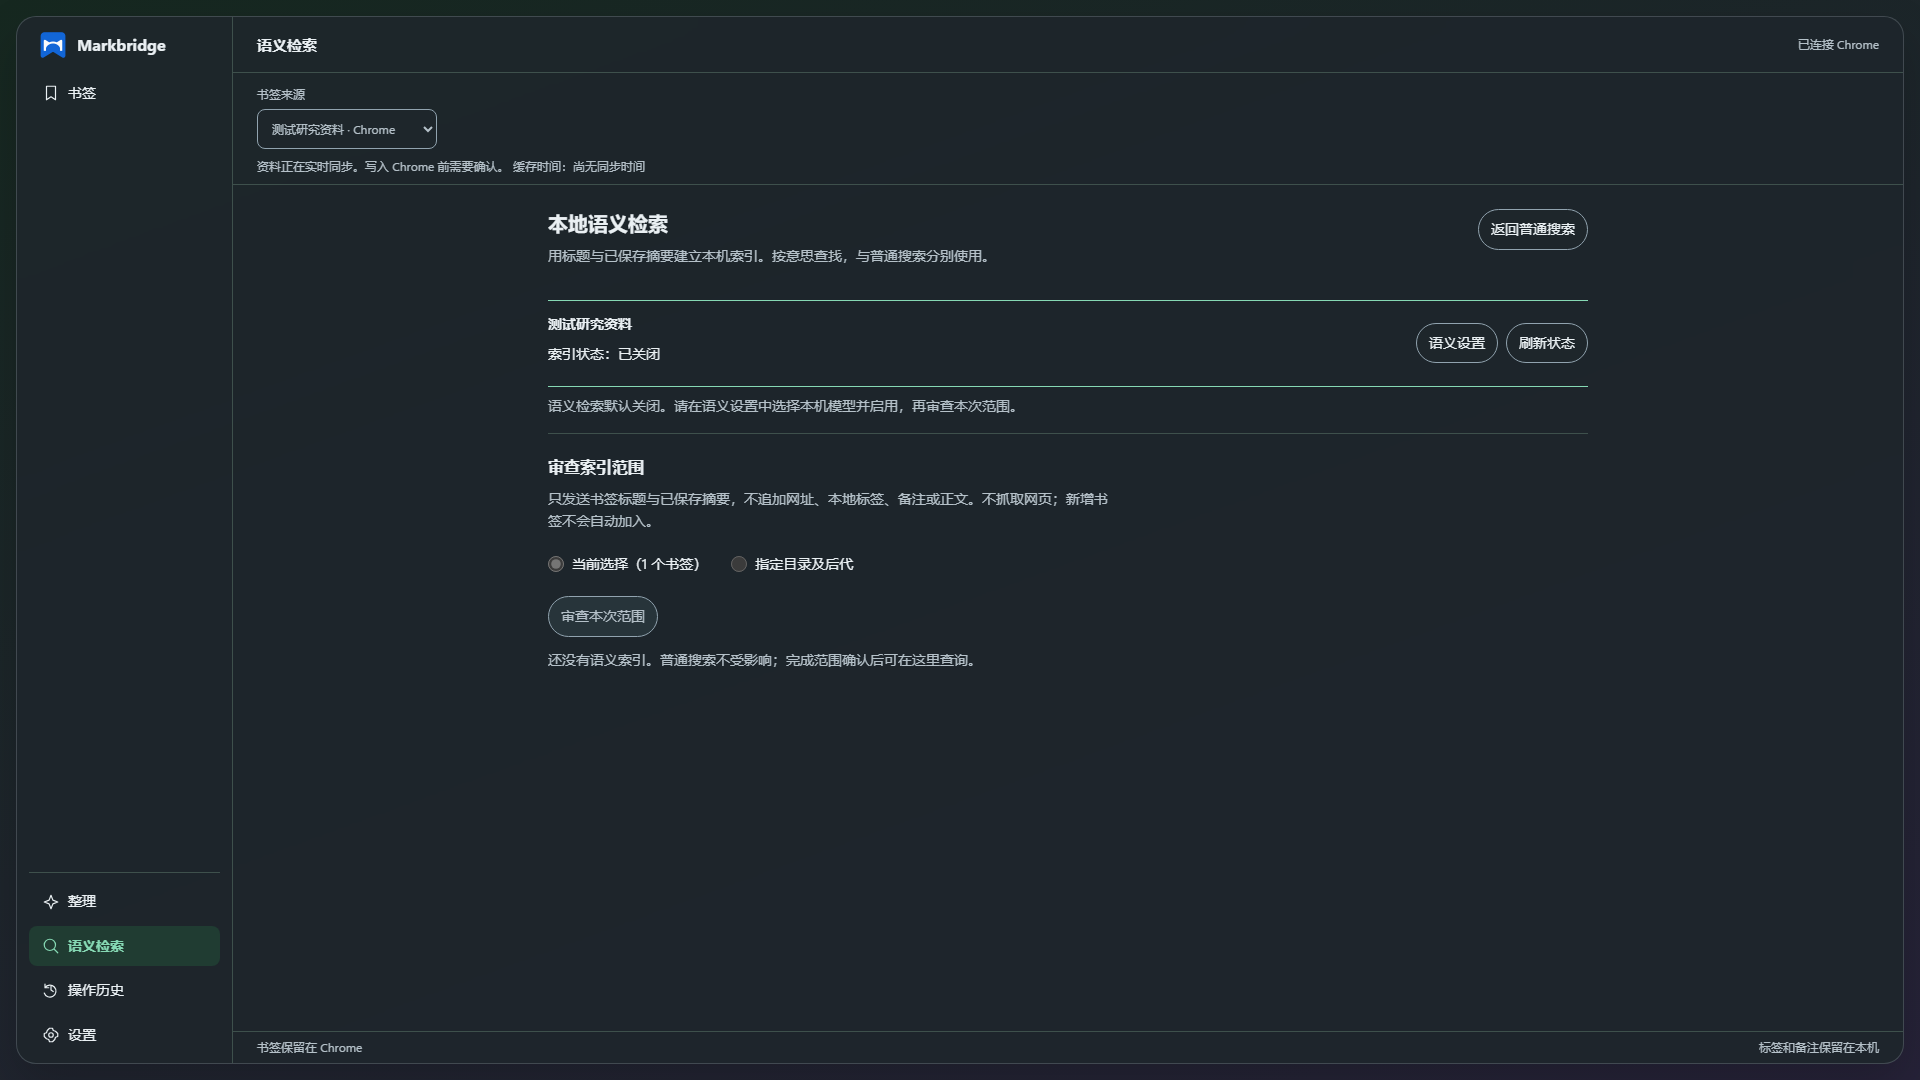 Markbridge
书签
整理
语义检索
操作历史
设置
语义检索
已连接 Chrome
书签来源
测试研究资料 · Chrome
资料正在实时同步。写入 Chrome 前需要确认。 缓存时间：尚无同步时间
本地语义检索
返回普通搜索
用标题与已保存摘要建立本机索引。按意思查找，与普通搜索分别使用。
测试研究资料
索引状态：已关闭
语义设置
刷新状态
语义检索默认关闭。请在语义设置中选择本机模型并启用，再审查本次范围。
审查索引范围
只发送书签标题与已保存摘要，不追加网址、本地标签、备注或正文。不抓取网页；新增书
签不会自动加入。
当前选择（1 个书签）
指定目录及后代
审查本次范围
还没有语义索引。普通搜索不受影响；完成范围确认后可在这里查询。
书签保留在 Chrome
标签和备注保留在本机